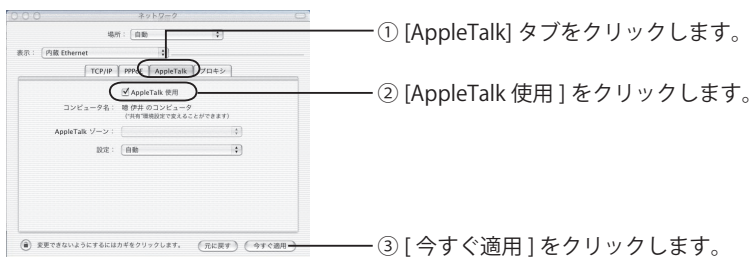 ネットワーク
場所： 自動
表示： 内蔵 Ethernet
TCP/IP PPPoE AppleTalk プロキシ
AppleTalk 使用
コンピュータ名： 暗 伊井 のコンピュータ
("共有"環境設定で変えることができます)
AppleTalk ゾーン：
設定： 自動
変更できないようにするにはカギをクリックします。 元に戻す 今すぐ適用
① [AppleTalk] タブをクリックします。
② [AppleTalk 使用 ] をクリックします。
③ [ 今すぐ適用 ] をクリックします。